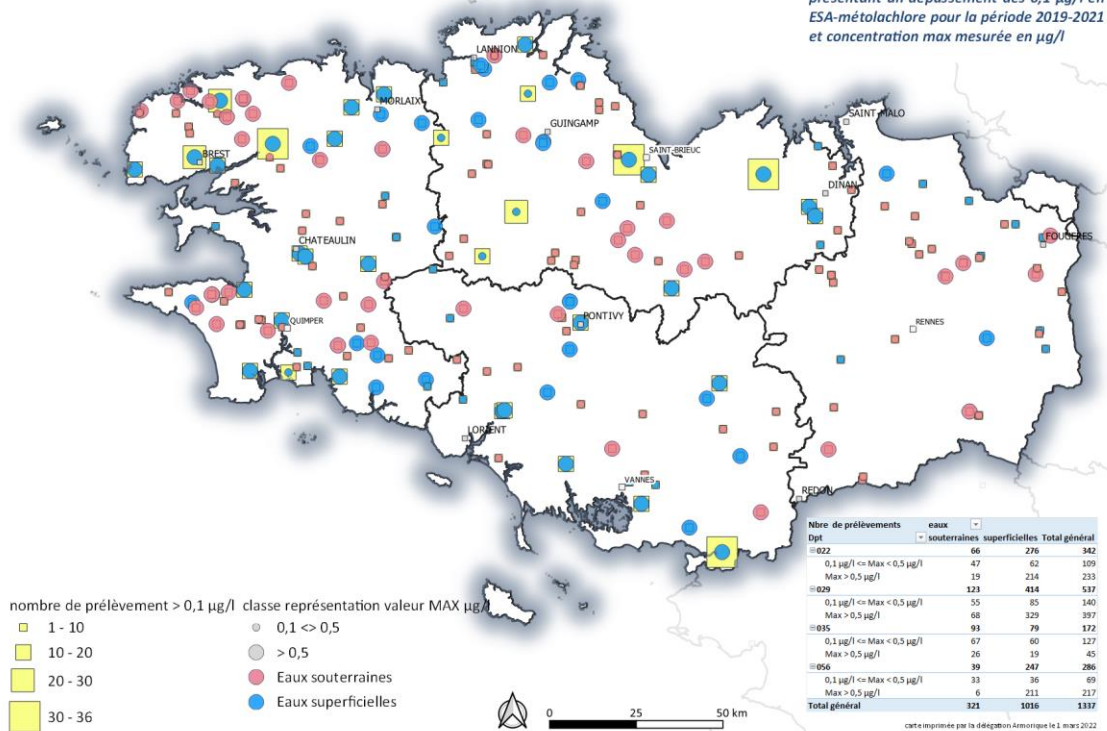 présentant un dépassement des 0,1 µg/l en
ESA-métolachlore pour la période 2019-2021
et concentration max mesurée en µg/l
LANNION
MORLAIX
GUINGAMP
SAINT-MALO
BREST
SAINT-BRIEUC
DINAN
CHATEAULIN
FOUGERES
QUIMPER
PONTIVY
RENNES
LORIENT
VANNES
REDON
Nbre de prélèvements eaux
Dpt souterraines superficielles Total général
022 66 276 342
0,1 µg/l <= Max < 0,5 µg/l 47 62 109
Max > 0,5 µg/l 19 214 233
029 123 414 537
0,1 µg/l <= Max < 0,5 µg/l 55 85 140
Max > 0,5 µg/l 68 329 397
035 93 79 172
0,1 µg/l <= Max < 0,5 µg/l 67 60 127
Max > 0,5 µg/l 26 19 45
056 39 247 286
0,1 µg/l <= Max < 0,5 µg/l 33 36 69
Max > 0,5 µg/l 6 211 217
Total général 321 1016 1337
nombre de prélèvement > 0,1 µg/l classe représentation valeur MAX µg/l
1 - 10 0,1 <> 0,5
10 - 20 > 0,5
20 - 30 Eaux souterraines
30 - 36 Eaux superficielles
0 25 50 km
carte imprimée par la délégation Armorique le 1 mars 2022